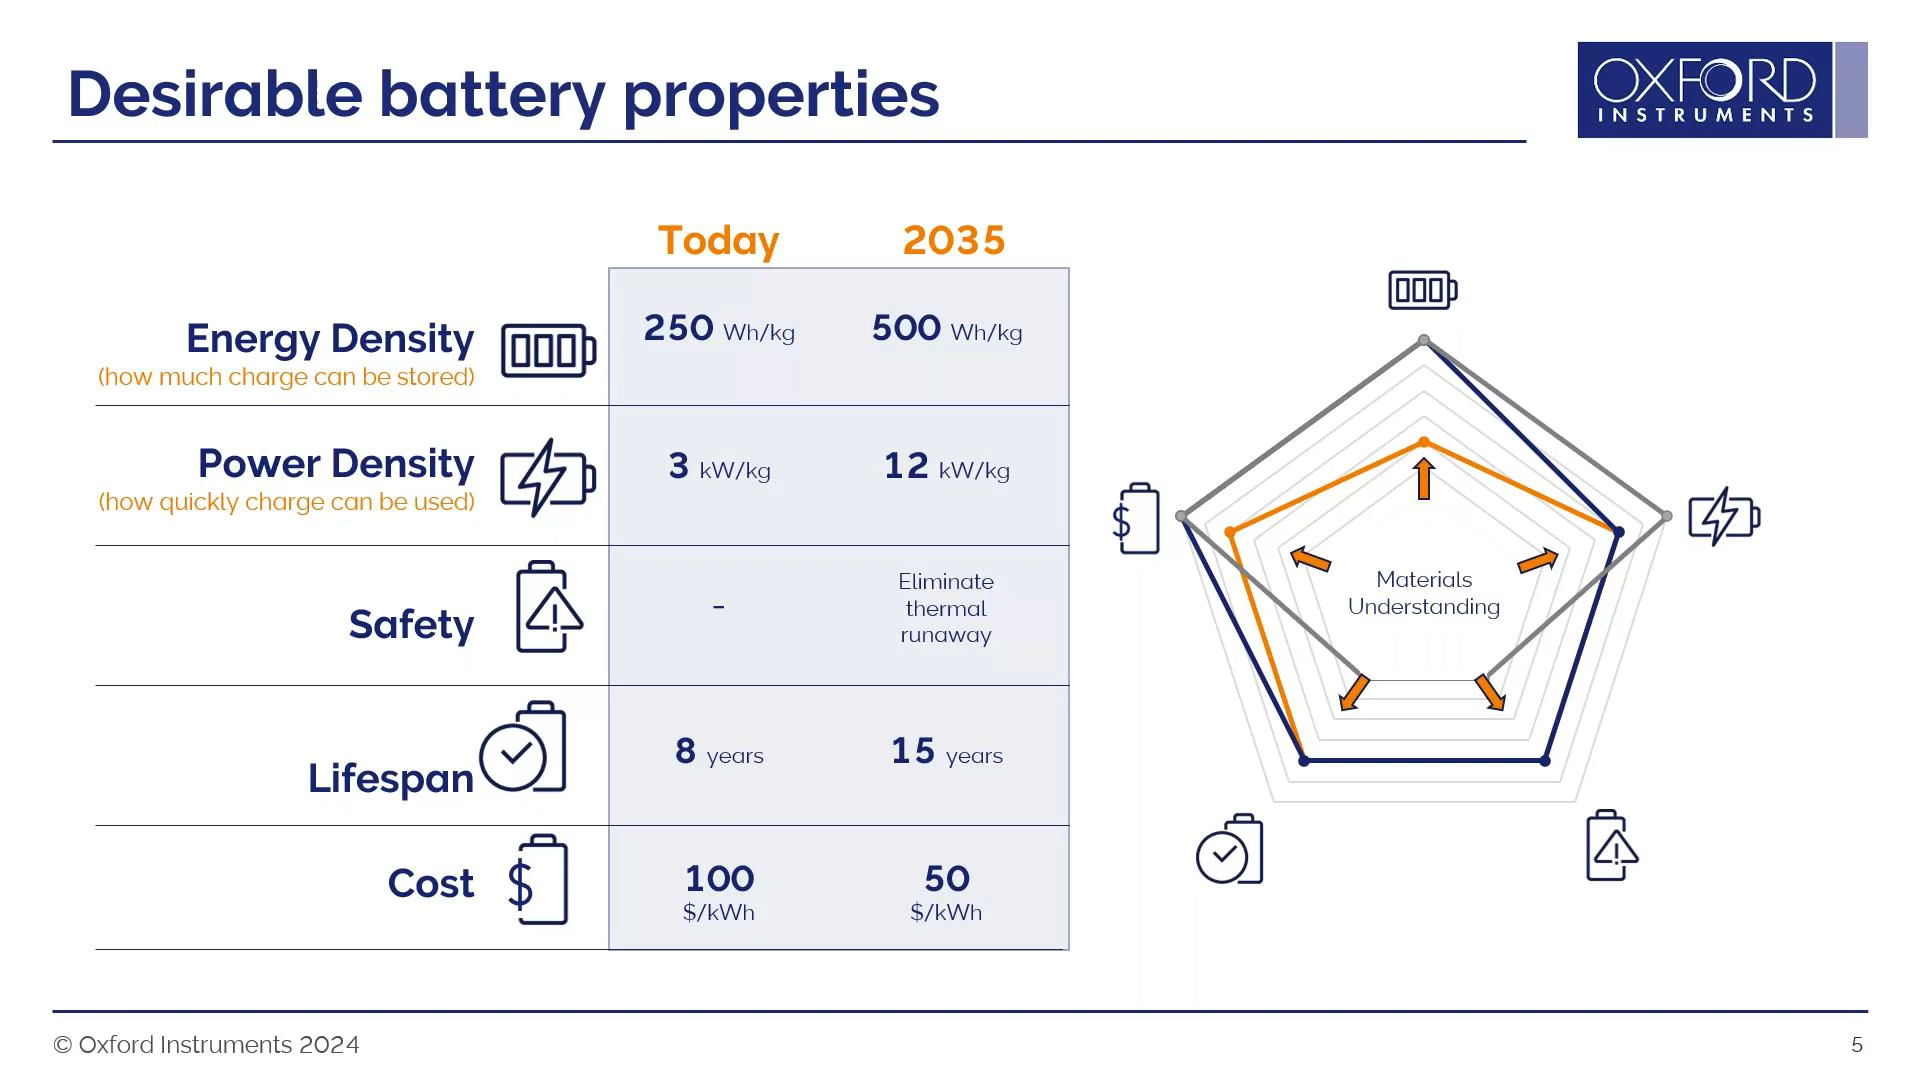 Desirable battery properties
OXFORD
INSTRUMENTS
Today
2035
Energy Density
(how much charge can be stored)
250 Wh/kg
500 Wh/kg
Power Density
(how quickly charge can be used)
3 kW/kg
12 kW/kg
Safety
-
Eliminate
thermal
runaway
Lifespan
8 years
15 years
Cost
$
100
$/kWh
50
$/kWh
$
Materials
Understanding
© Oxford Instruments 2024
5